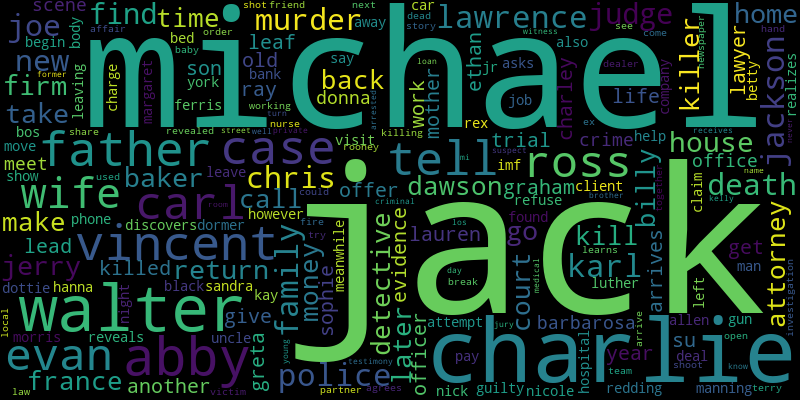 scene
find
time
murder
shot friend
away
car
dead
story
next
lawrence
judge
home
joe
begin
body
affair
bed
baby
order
michael
new
leaving
charge
york
son
leaf
old
bank
say
jr
asks
also
see
come
newspaper
killer
lawyer
hand
betty
realizes
firm
margaret
former
ferris
ray
working
turn
nurse
back
donna
arrested
witness
loan
dealer
work
mother
ethan
job
life
company
jackson
take
bos
share
revealed
street
well
private
killing
rex
charley
ex
receives
never
move
father
case
rooney
visit
trial
crime
help
house
meet
tell
suspect
mi
imf
ross
billy
brother
together
office
show
used
baker
leave
chris
offer
dawson
graham
client
claim
death
wife
call
could
criminal
refuse
name
kelly
make
phone
however
room
jack
found
attorney
carl
discovers
dormer
fire
try
los
lauren
go
kill
get
man
lead
vincent
family
meanwhile
detective
evidence
day
break
learns
karl
arrives
left
investigation
jerry
killed
return
money
sophie
court
medical
luther
dottie
hanna
night
black
sandra
kay
later
walter
give
attempt
barbarosa
allen
gun
local
morris
reveals
uncle
greta
young
officer
jury
charlie
arrive
su
deal
open
evan
abby
police
testimony
pay
hospital
year
shoot
know
france
another
victim
partner
agrees
nick
guilty
nicole
team
redding
manning
terry
law